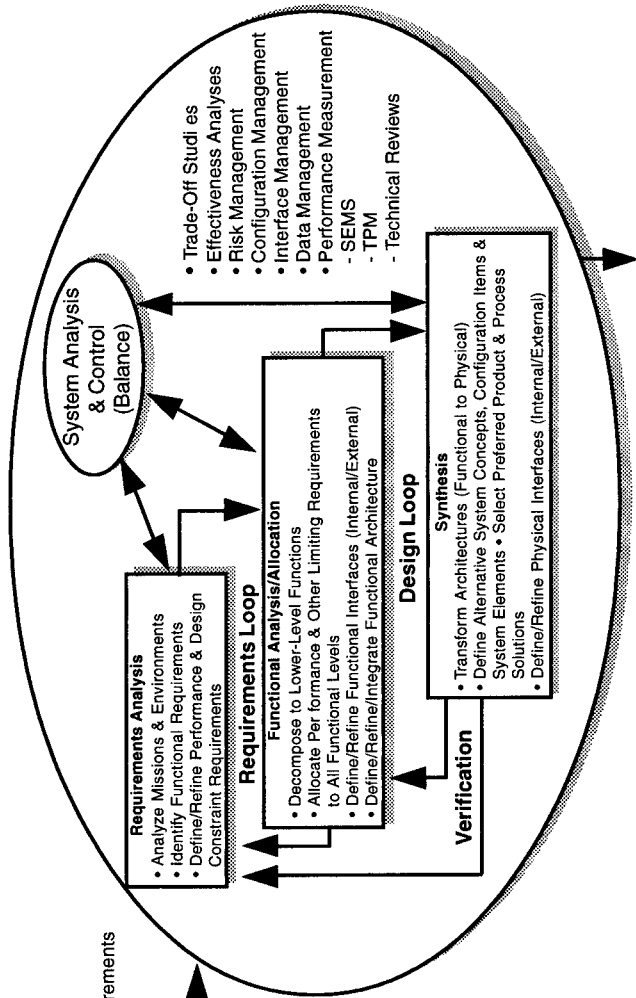 System Analysis
& Control
(Balance)
• Trade-Off Studi es
• Effectiveness Analyses
• Risk Management
• Configuration Management
• Interface Management
• Data Management
• Performance Measurement
- SEMS
- TPM
- Technical Reviews
Requirements Analysis
• Analyze Missions & Environments
• Identify Functional Requirements
• Define/Refine Performance & Design
Constraint Requirements
Requirements Loop
Functional Analysis/Allocation
• Decompose to Lower-Level Functions
• Allocate Per formance & Other Limiting Requirements
to All Functional Levels
• Define/Refine Functional Interfaces (Internal/External)
• Define/Refine/Integrate Functional Architecture
Design Loop
Synthesis
• Transform Architectures (Functional to Physical)
• Define Alternative System Concepts, Configuration Items &
System Elements • Select Preferred Product & Process
Solutions
• Define/Refine Physical Interfaces (Internal/External)
Verification
rements